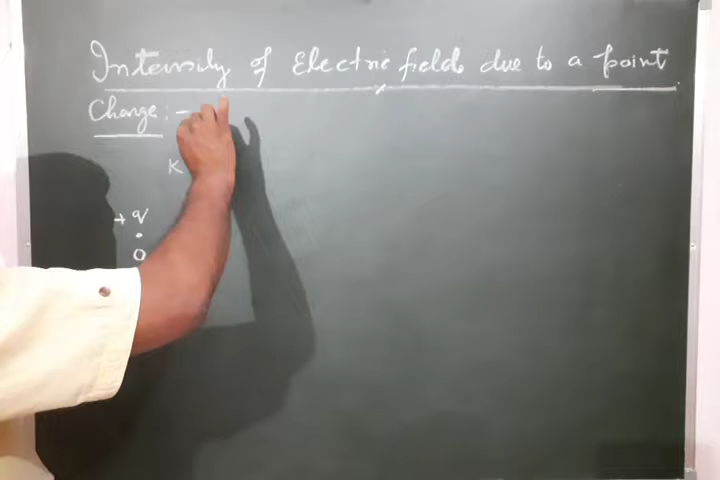 Intensity of Electric field due to a point
Charge : -
K
+ q
O